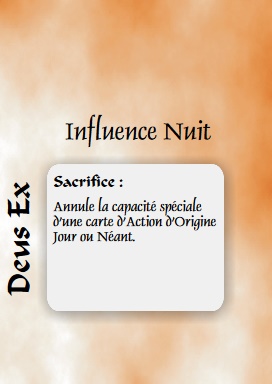 Influence Nuit
Deus Ex
Sacrifice :
Annule la capacité spéciale
d'une carte d'Action d'Origine
Jour ou Néant.